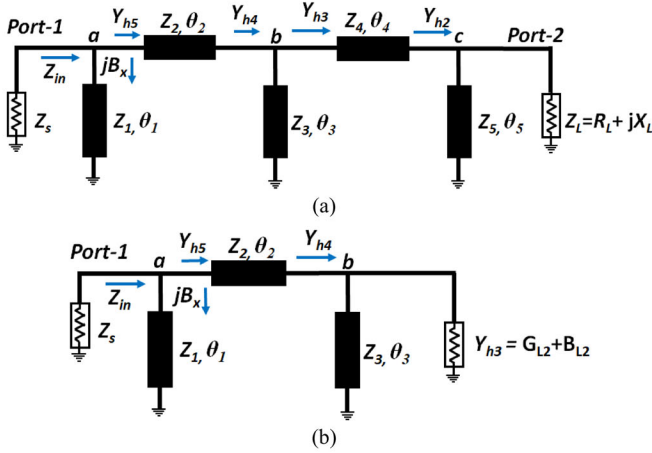 Port-1 a Y_h5 Z_2, θ_2 Y_h4 b Y_h3 Z_4, θ_4 Y_h2 c Port-2
Z_in jB_x
Z_s Z_1, θ_1 Z_3, θ_3 Z_5, θ_5 Z_L=R_L+ jX_L
(a)
Port-1 a Y_h5 Z_2, θ_2 Y_h4 b
Z_in jB_x
Z_s Z_1, θ_1 Z_3, θ_3 Y_h3 = G_L2+B_L2
(b)